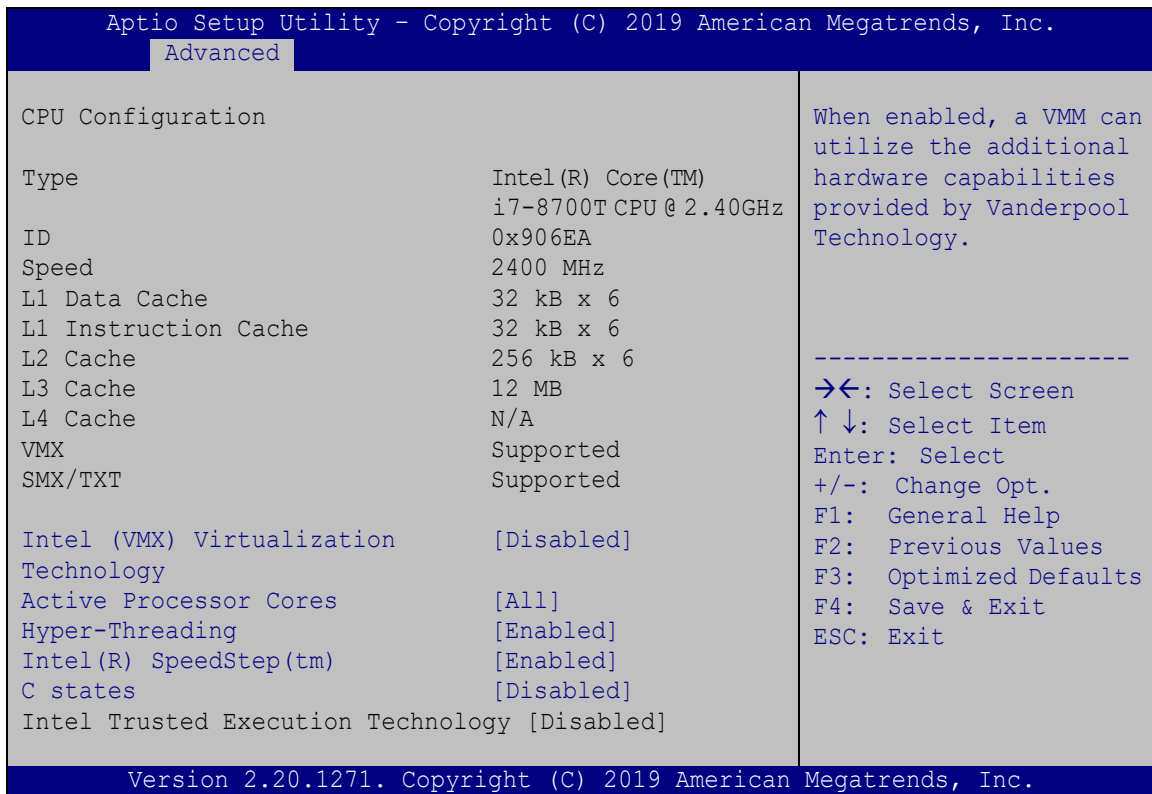 Aptio Setup Utility – Copyright (C) 2019 American Megatrends, Inc.
Advanced
CPU Configuration
Type Intel(R) Core(TM)
i7-8700T CPU @ 2.40GHz
ID 0x906EA
Speed 2400 MHz
L1 Data Cache 32 kB x 6
L1 Instruction Cache 32 kB x 6
L2 Cache 256 kB x 6
L3 Cache 12 MB
L4 Cache N/A
VMX Supported
SMX/TXT Supported
Intel (VMX) Virtualization [Disabled]
Technology
Active Processor Cores [All]
Hyper-Threading [Enabled]
Intel(R) SpeedStep(tm) [Enabled]
C states [Disabled]
Intel Trusted Execution Technology [Disabled]
When enabled, a VMM can
utilize the additional
hardware capabilities
provided by Vanderpool
Technology.
----------------------
→←: Select Screen
↑ ↓: Select Item
Enter: Select
+/-: Change Opt.
F1: General Help
F2: Previous Values
F3: Optimized Defaults
F4: Save & Exit
ESC: Exit
Version 2.20.1271. Copyright (C) 2019 American Megatrends, Inc.